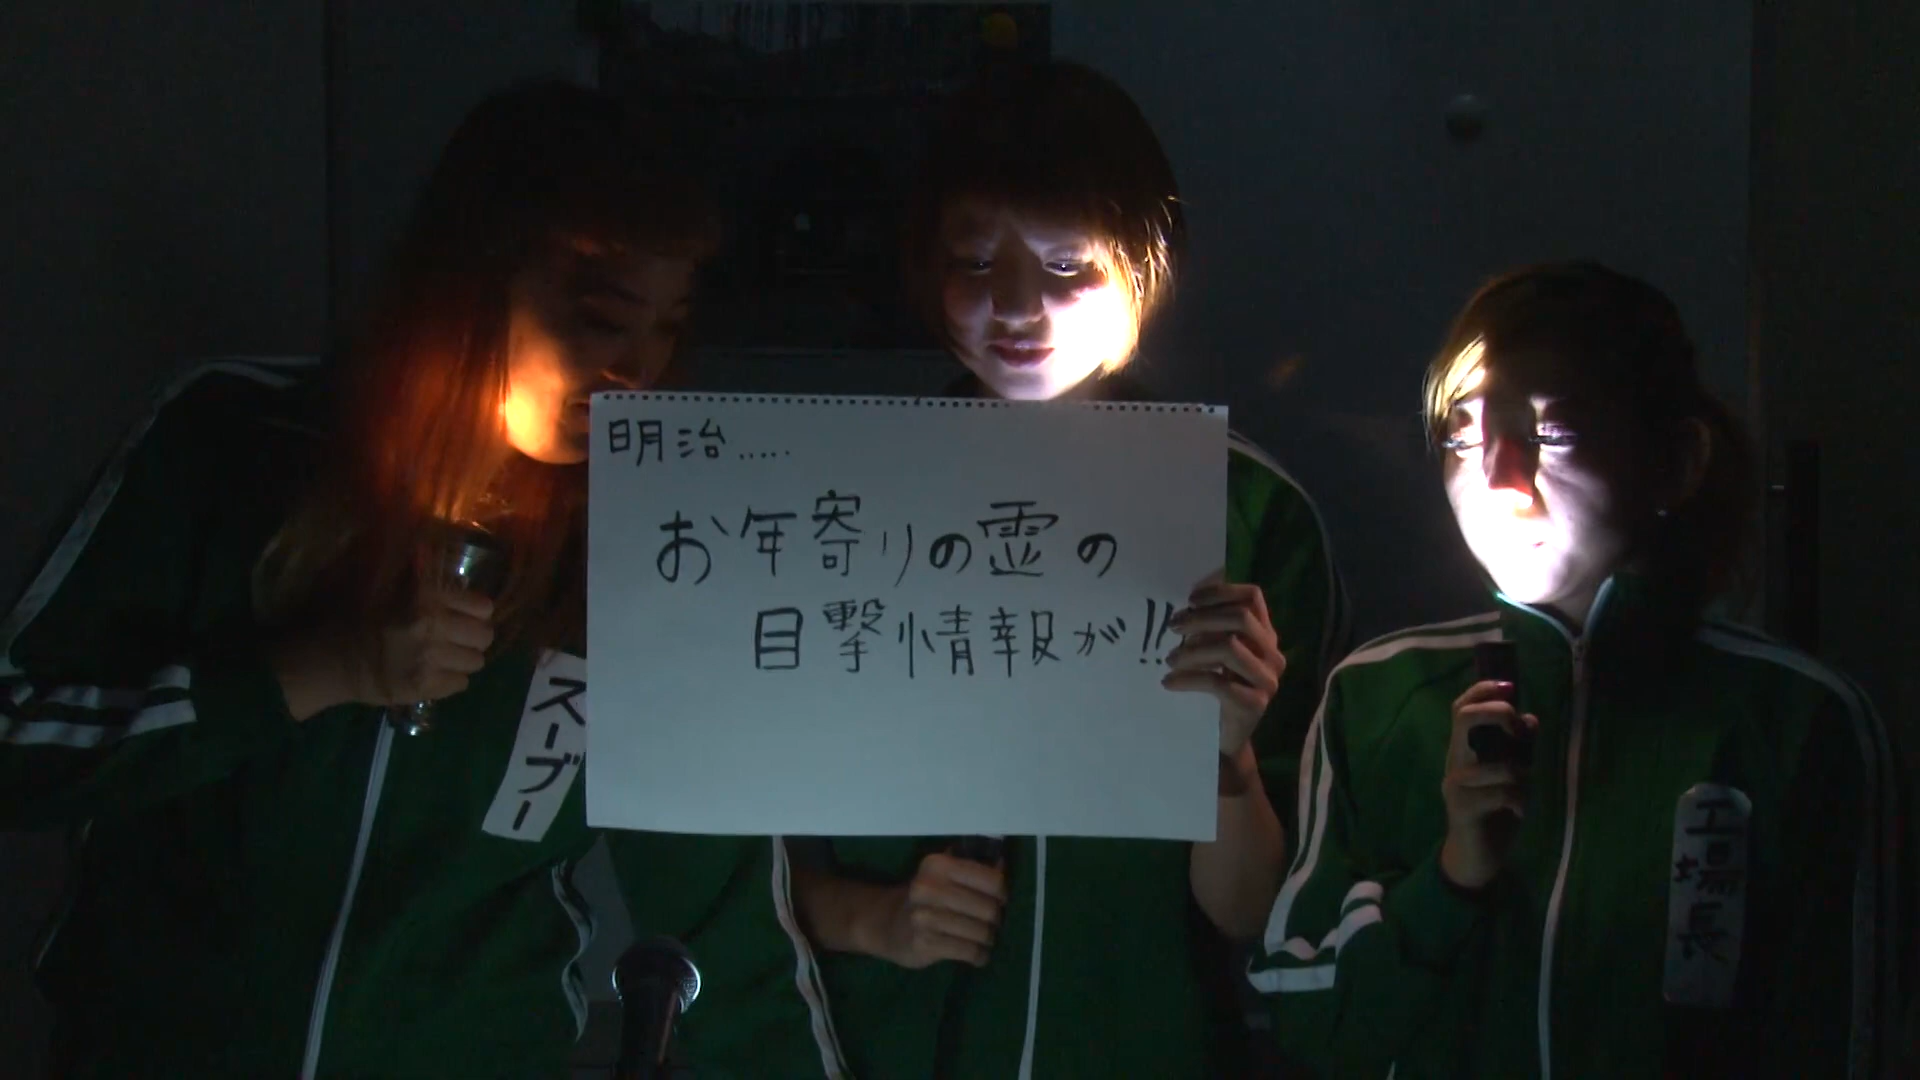 明治.....
お年寄りの霊の
目撃情報が!!
スーブー
工場長